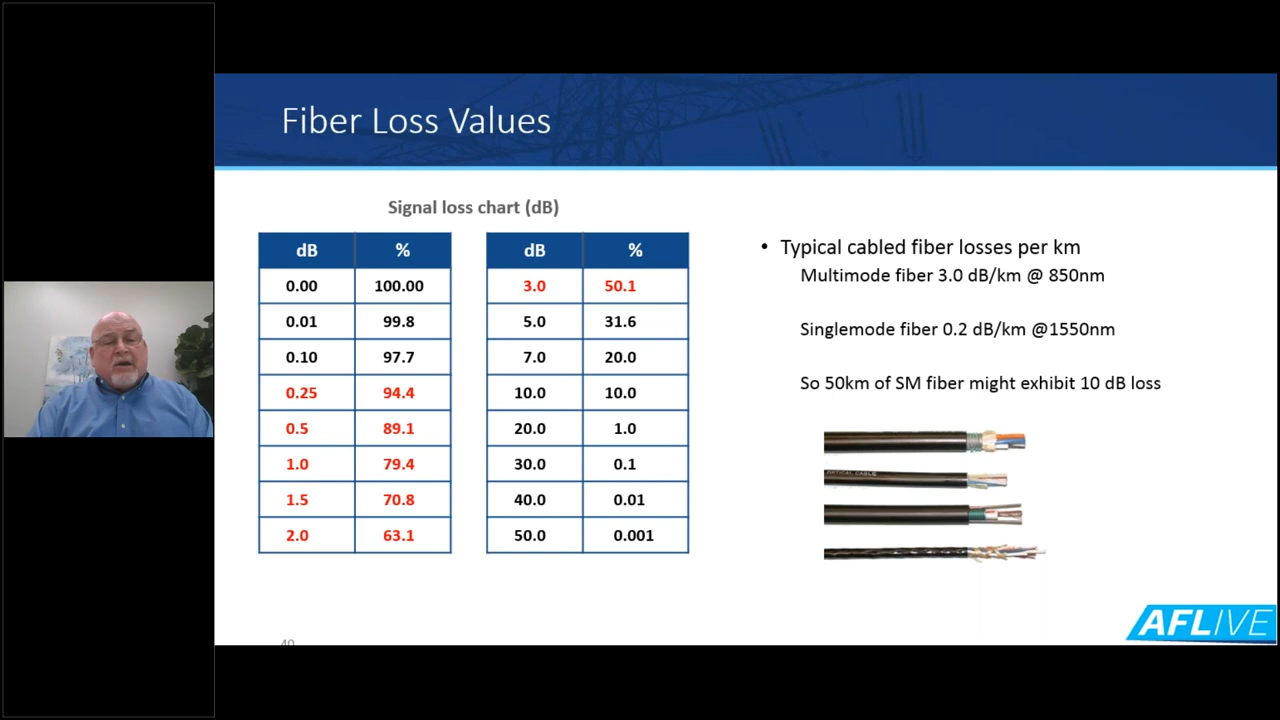 Fiber Loss Values
Signal loss chart (dB)
dB %
0.00 100.00
0.01 99.8
0.10 97.7
0.25 94.4
0.5 89.1
1.0 79.4
1.5 70.8
2.0 63.1
dB %
3.0 50.1
5.0 31.6
7.0 20.0
10.0 10.0
20.0 1.0
30.0 0.1
40.0 0.01
50.0 0.001
• Typical cabled fiber losses per km
Multimode fiber 3.0 dB/km @ 850nm
Singlemode fiber 0.2 dB/km @1550nm
So 50km of SM fiber might exhibit 10 dB loss
OPTICAL CABLE
40
AFLIVE